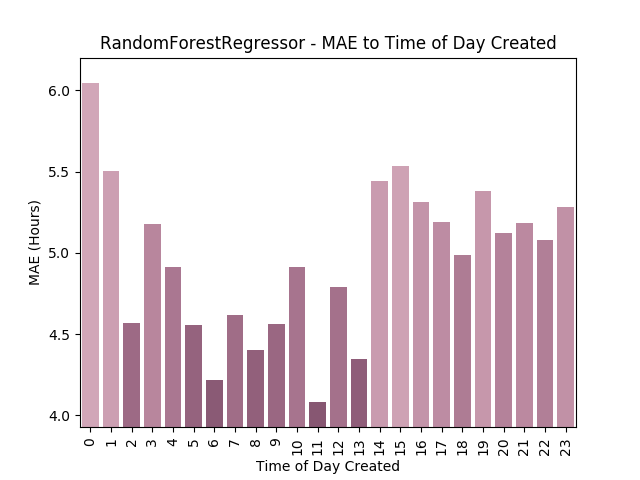 RandomForestRegressor - MAE to Time of Day Created
MAE (Hours)
6.0
5.5
5.0
4.5
4.0
0 1 2 3 4 5 6 7 8 9 10 11 12 13 14 15 16 17 18 19 20 21 22 23
Time of Day Created